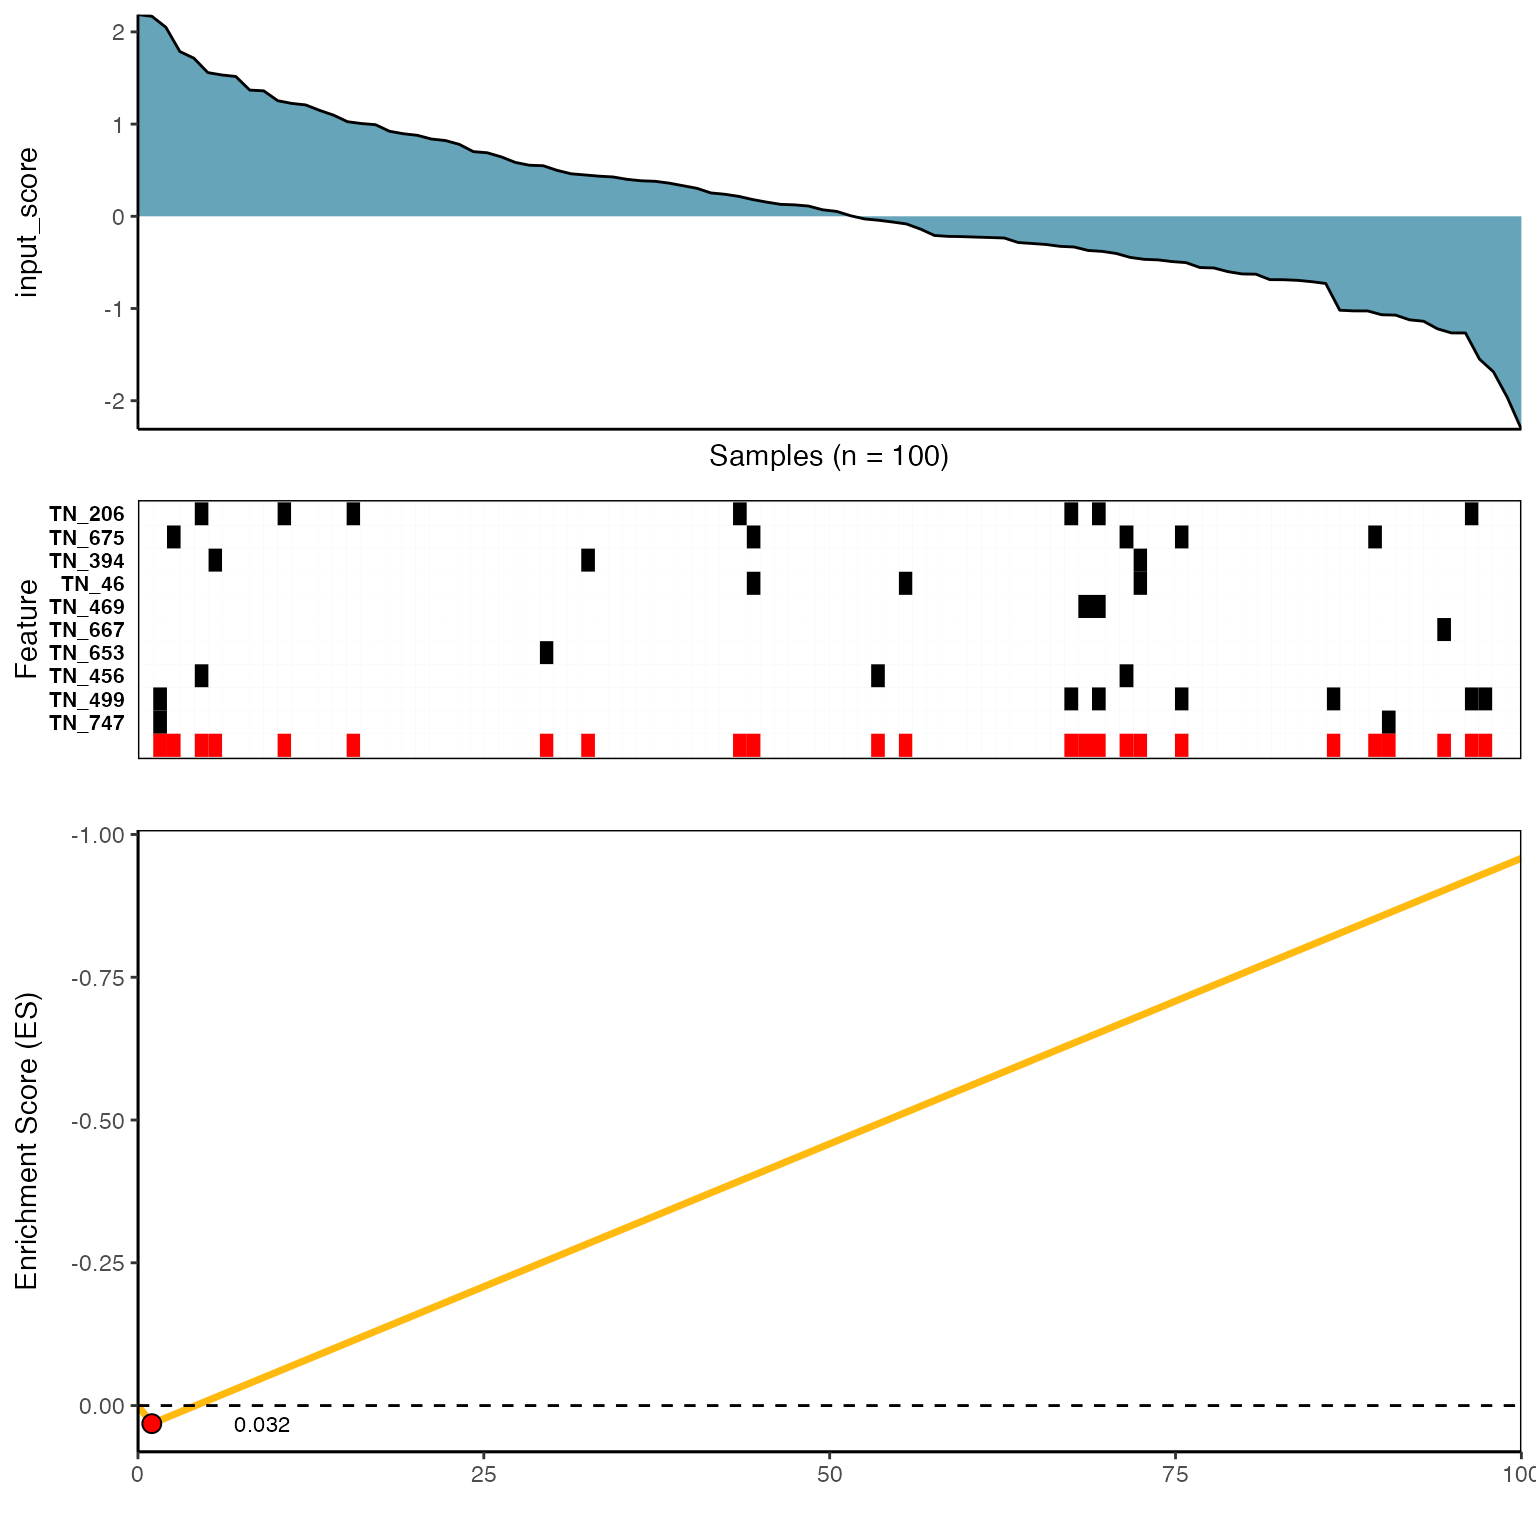 2
1
0
-1
-2
input_score
Samples (n = 100)
Feature
TN_206
TN_675
TN_394
TN_46
TN_469
TN_667
TN_653
TN_456
TN_499
TN_747
Enrichment Score (ES)
-1.00
-0.75
-0.50
-0.25
0.00
0.032
0 25 50 75 100